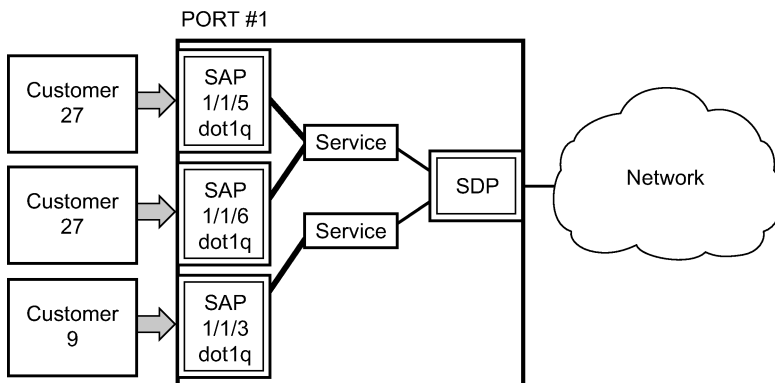 PORT #1
Customer
27
SAP
1/1/5
dot1q
Service
Customer
27
SAP
1/1/6
dot1q
SDP
Network
Service
Customer
9
SAP
1/1/3
dot1q